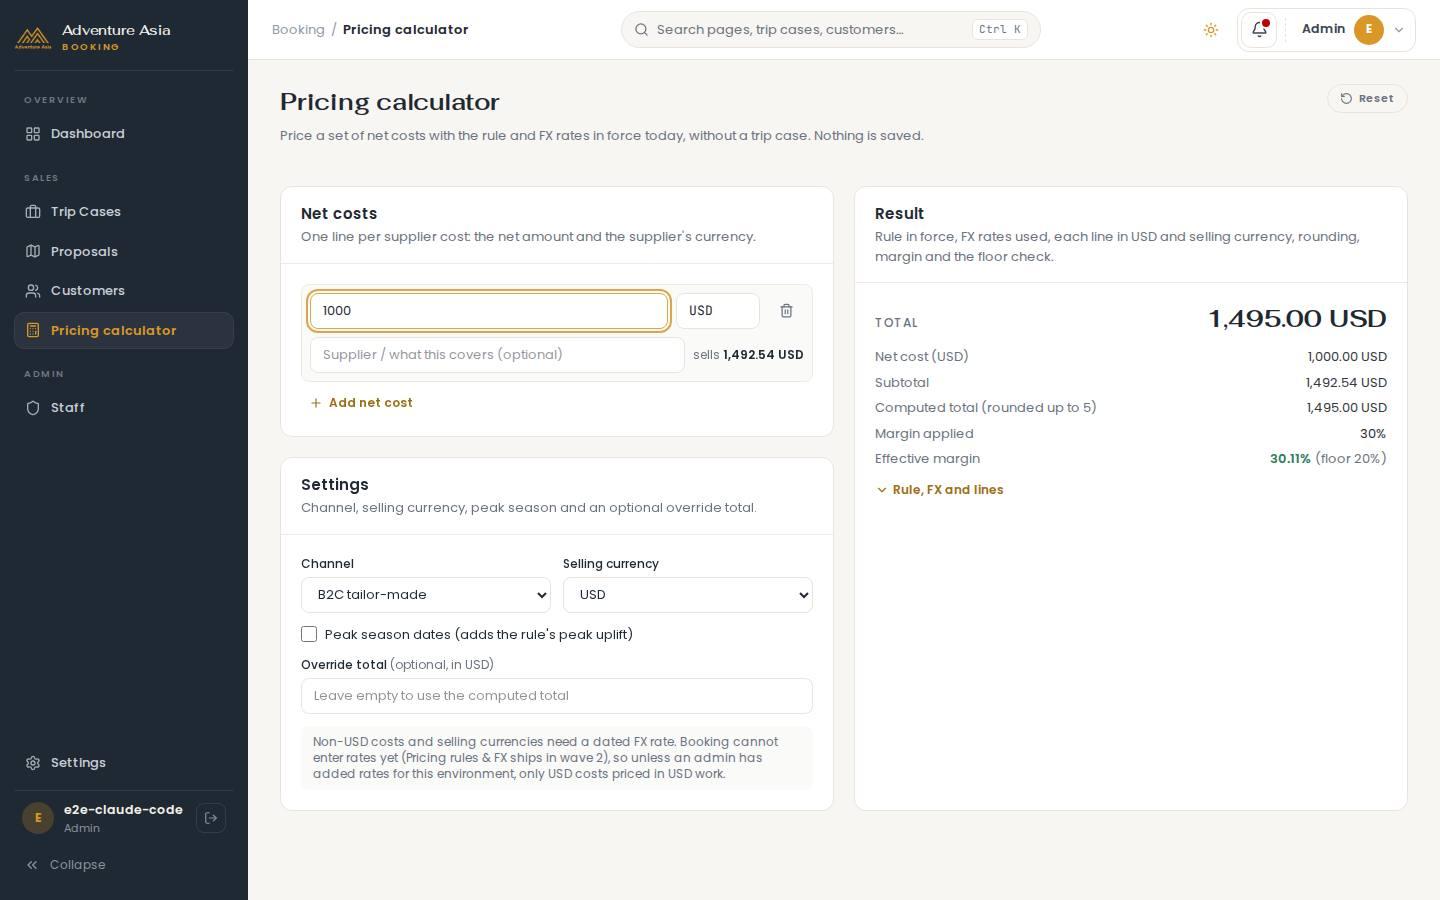 Adventure Asia
Adventure Asia
BOOKING
OVERVIEW
Dashboard
SALES
Trip Cases
Proposals
Customers
Pricing calculator
ADMIN
Staff
Settings
E
e2e-claude-code
Admin
Collapse
Booking / Pricing calculator
Search pages, trip cases, customers...
Ctrl K
Admin
E
Pricing calculator
Reset
Price a set of net costs with the rule and FX rates in force today, without a trip case. Nothing is saved.
Net costs
One line per supplier cost: the net amount and the supplier's currency.
1000
USD
Supplier / what this covers (optional)
sells 1,492.54 USD
Add net cost
Settings
Channel, selling currency, peak season and an optional override total.
Channel
Selling currency
B2C tailor-made
USD
Peak season dates (adds the rule's peak uplift)
Override total (optional, in USD)
Leave empty to use the computed total
Non-USD costs and selling currencies need a dated FX rate. Booking cannot
enter rates yet (Pricing rules & FX ships in wave 2), so unless an admin has
added rates for this environment, only USD costs priced in USD work.
Result
Rule in force, FX rates used, each line in USD and selling currency, rounding,
margin and the floor check.
TOTAL
1,495.00 USD
Net cost (USD)
1,000.00 USD
Subtotal
1,492.54 USD
Computed total (rounded up to 5)
1,495.00 USD
Margin applied
30%
Effective margin
30.11% (floor 20%)
Rule, FX and lines